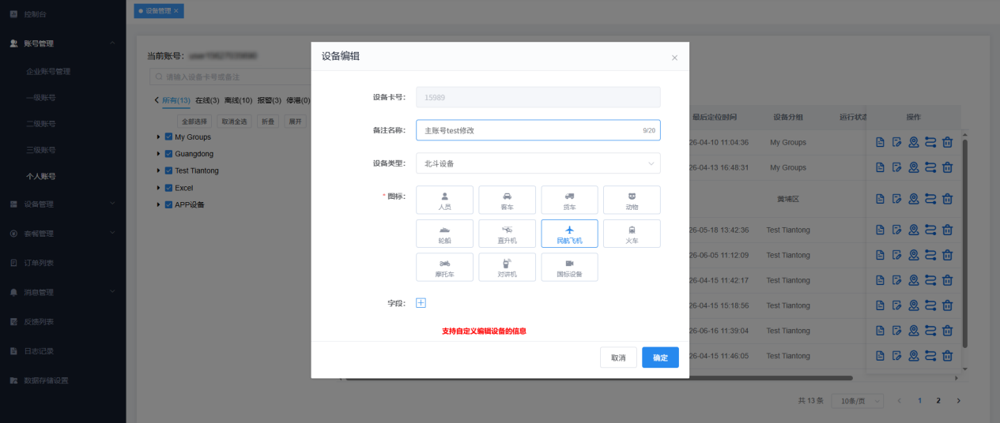 控制台
账号管理
企业账号管理
一级账号
二级账号
三级账号
个人账号
设备管理
套餐管理
订单列表
消息管理
反馈列表
日志记录
数据存储设置
设备管理 ×
当前账号：
请输入设备卡号或备注
所有(13) 在线(3) 离线(10) 报警(3) 停港(0)
全部选择 取消全选 折叠 展开
My Groups
Guangdong
Test Tiantong
Excel
APP设备
设备编辑
设备卡号： 15989
备注名称： 主账号test修改 9/20
设备类型： 北斗设备
* 图标：
人员 客车 货车 动物
轮船 直升机 民航飞机 火车
摩托车 对讲机 国标设备
字段：
支持自定义编辑设备的信息
取消 确定
最后定位时间 设备分组 运行状态 操作
26-04-10 11:04:36 My Groups
26-04-13 16:48:31 My Groups
黄埔区
26-05-18 13:42:36 Test Tiantong
26-06-05 11:12:09 Test Tiantong
26-04-15 11:42:17 Test Tiantong
26-04-15 15:18:56 Test Tiantong
26-06-16 11:39:04 Test Tiantong
26-04-15 11:46:05 Test Tiantong
共 13 条 10条/页 1 2